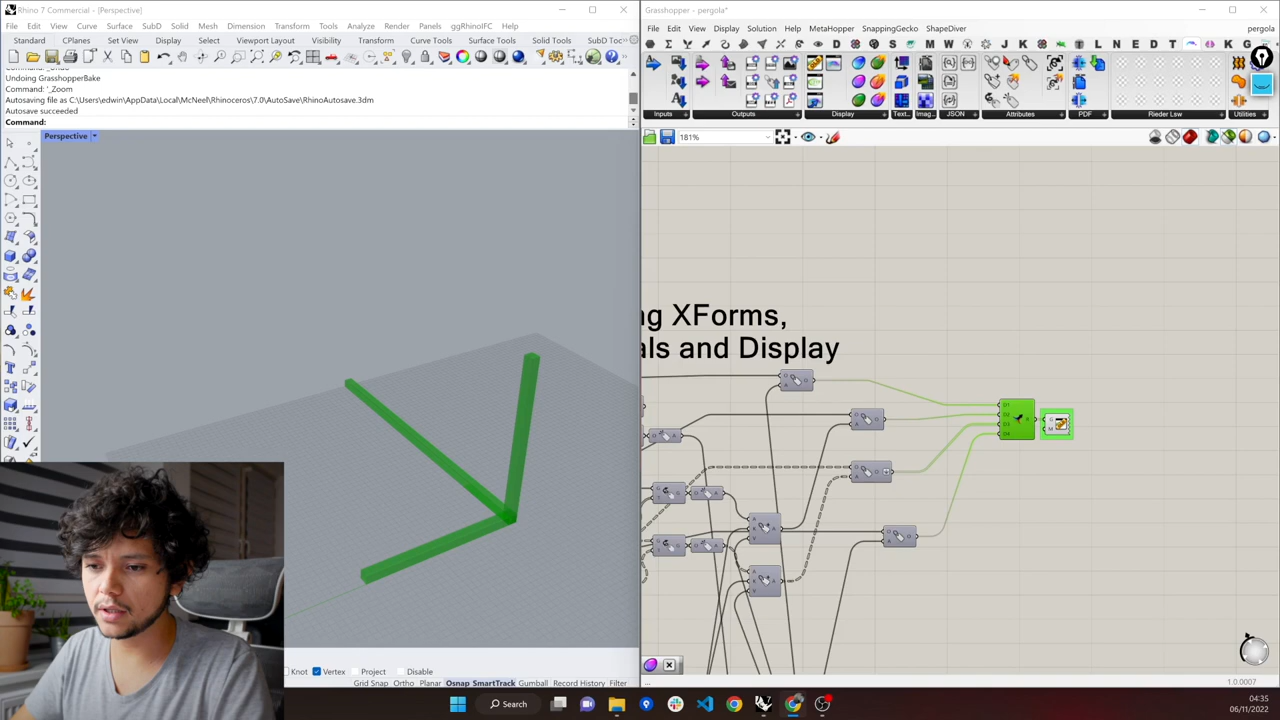 Rhino 7 Commercial - [Perspective]
File Edit View Curve Surface SubD Solid Mesh Dimension Transform Tools Analyze Render Panels ggRhinoIFC Help
Standard CPlanes Set View Display Select Viewport Layout Visibility Transform Curve Tools Surface Tools Solid Tools SubD Toc
Undoing GrasshopperBake
Command: '_Zoom
Autosaving file as C:\Users\edwin\AppData\Local\McNeel\Rhinoceros\7.0\AutoSave\RhinoAutosave.3dm
Autosave succeeded
Command:
Perspective
Knot Vertex Project Disable
Grid Snap Ortho Planar Osnap SmartTrack Gumball Record History Filter
Grasshopper - pergola*
File Edit View Display Solution Help MetaHopper SnappingGecko ShapeDiver pergola
Inputs Outputs Display Text... Imag... JSON Attributes PDF Rieder Lsw Utilities
181%
ng XForms,
als and Display
...
1.0.0007
Search
04:35
06/11/2022